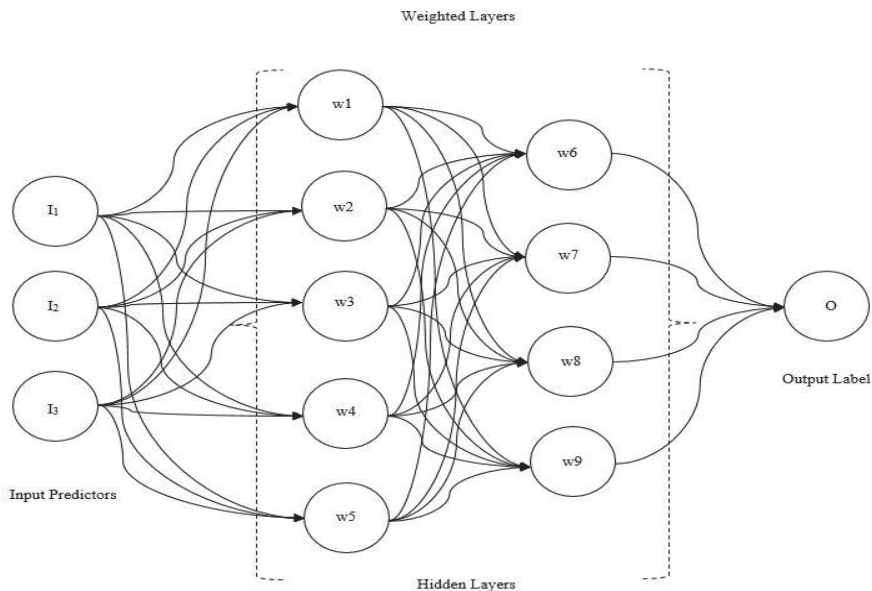 Weighted Layers
w1
w6
I₁
w2
w7
I₂
w3
O
w8
Output Label
I₃
w4
w9
Input Predictors
w5
Hidden Layers